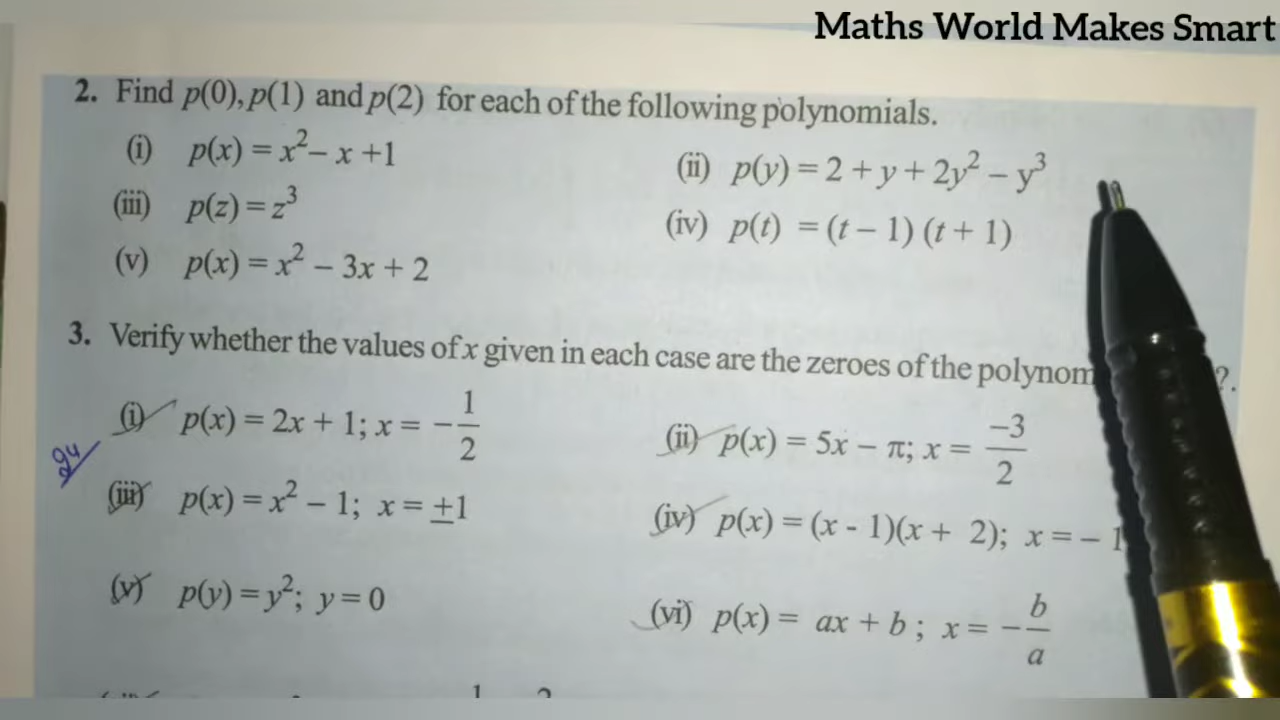 Maths World Makes Smart
2. Find p(0), p(1) and p(2) for each of the following polynomials.
(i) p(x) = x² – x +1
(ii) p(y) = 2 + y + 2y² – y³
(iii) p(z) = z³
(iv) p(t) = (t – 1) (t + 1)
(v) p(x) = x² – 3x + 2
3. Verify whether the values of x given in each case are the zeroes of the polynom ?.
(i) p(x) = 2x + 1; x = –1/2
(ii) p(x) = 5x – π; x = –3/2
(iii) p(x) = x² – 1; x = ±1
(iv) p(x) = (x - 1)(x + 2); x = – 1
(v) p(y) = y²; y = 0
(vi) p(x) = ax + b ; x = –b/a
24